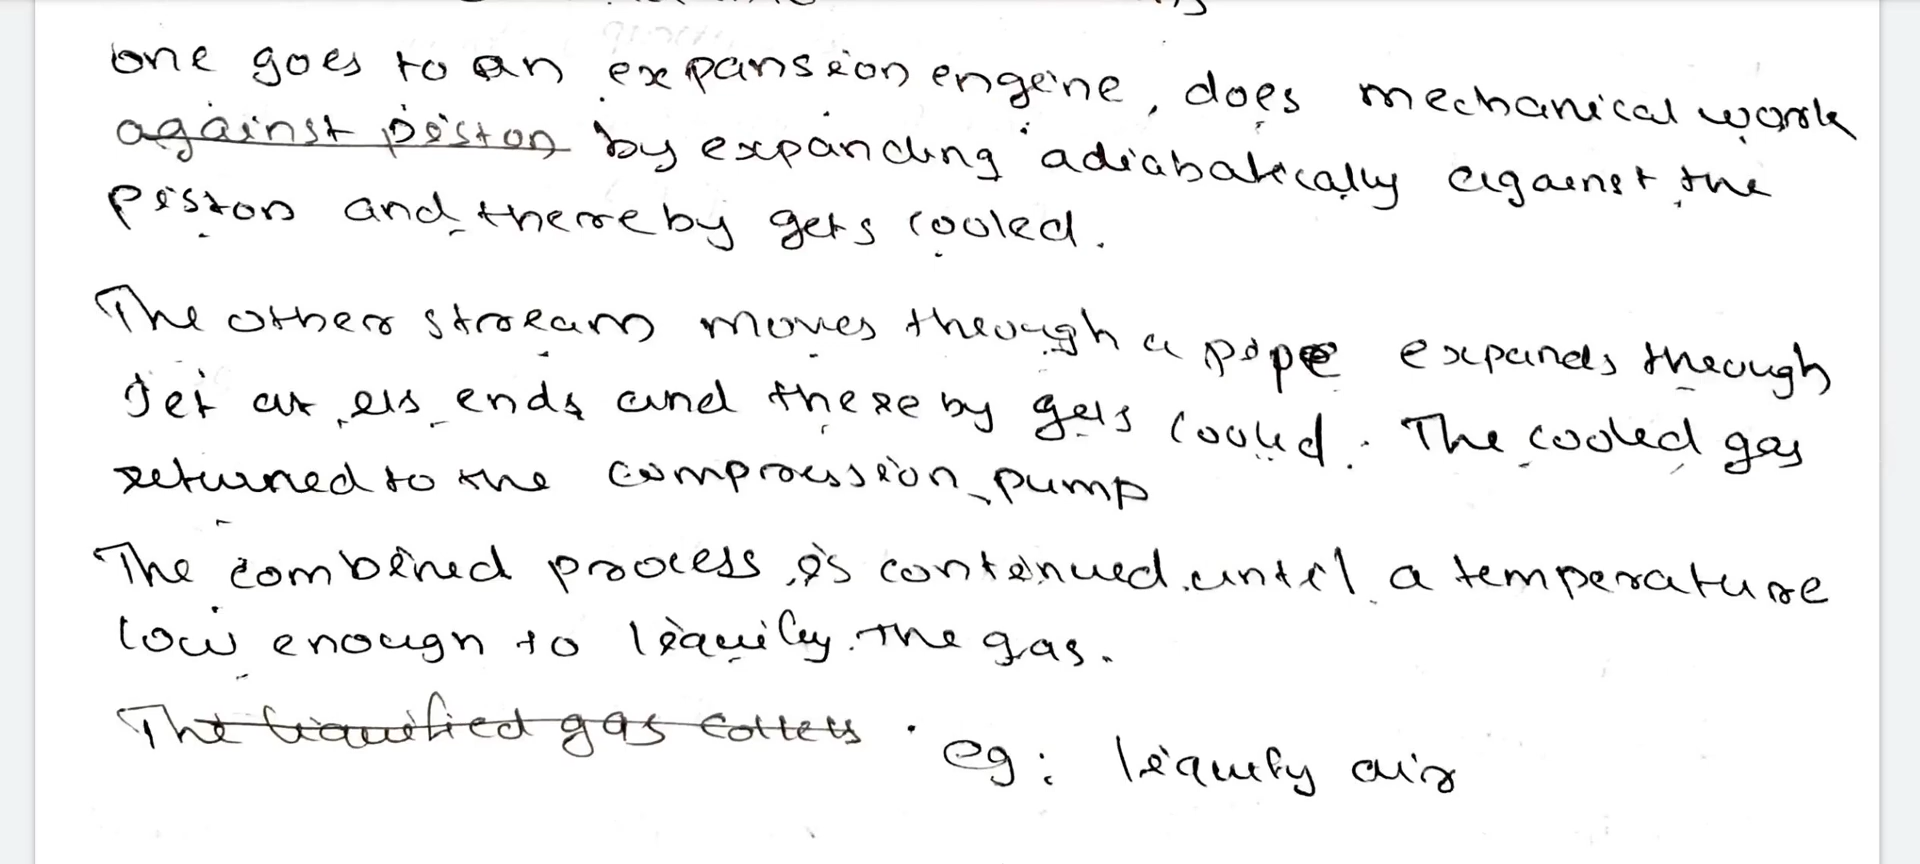 one goes to an expansion engine, does mechanical work
against piston by expanding adiabatically against the
piston and thereby gets cooled.
The other stream moves through a pipe expands through
jet at its ends and thereby gets cooled. The cooled gas
returned to the compression pump
The combined process is continued until a temperature
low enough to liquify the gas.
The liquified gas collets . eg: liquify air